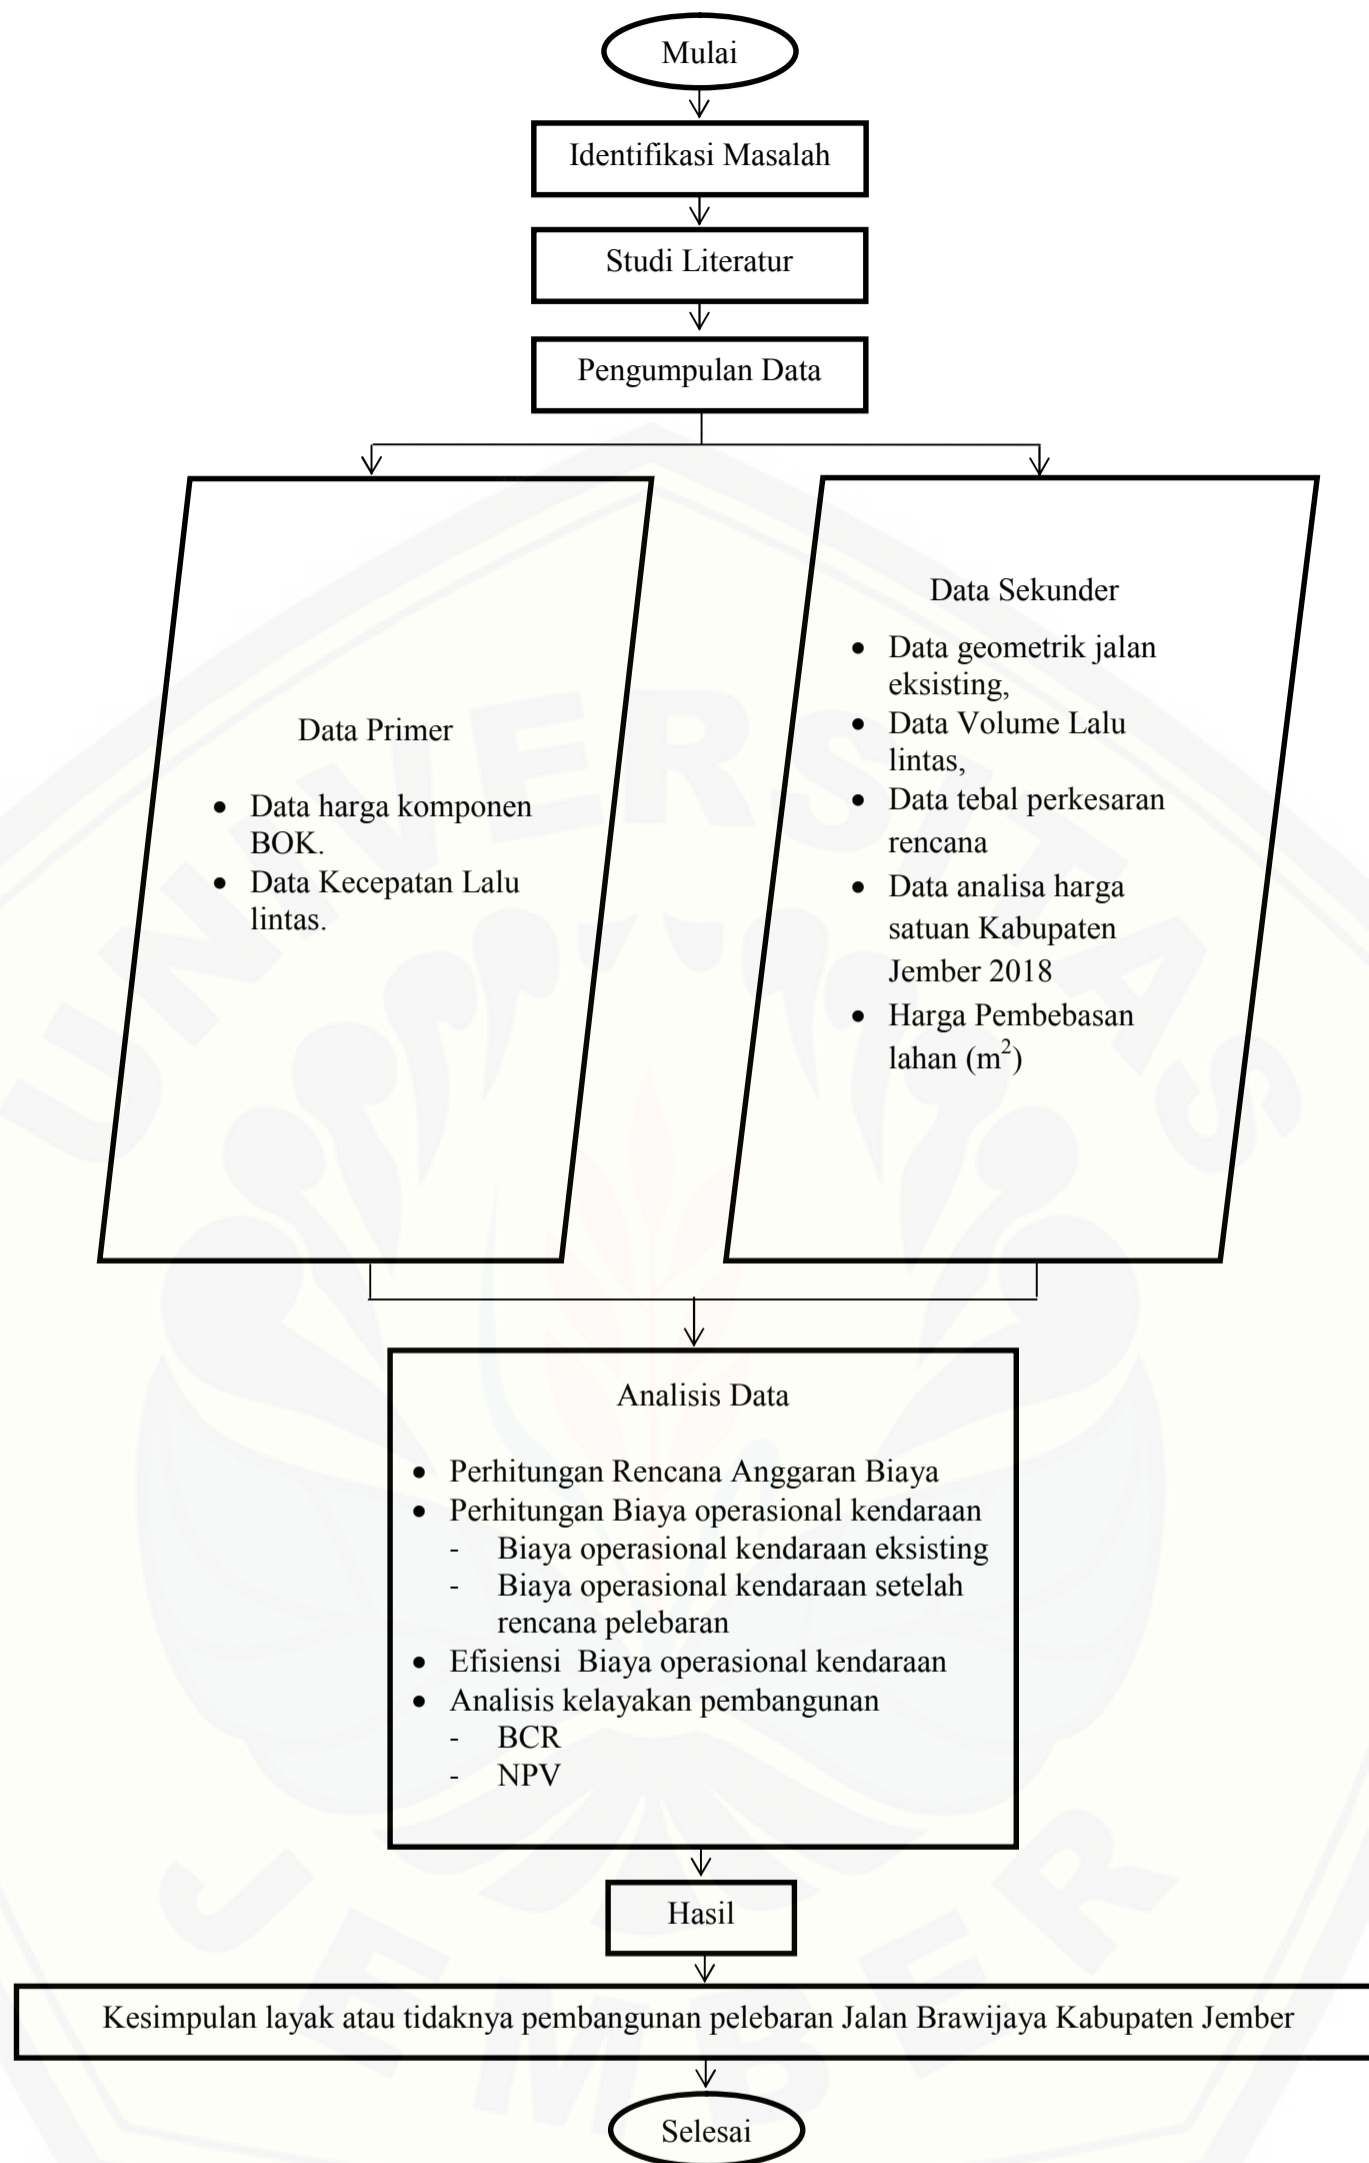 Mulai
Identifikasi Masalah
Studi Literatur
Pengumpulan Data
Data Primer
• Data harga komponen
BOK.
• Data Kecepatan Lalu
lintas.
Data Sekunder
• Data geometrik jalan
eksisting,
• Data Volume Lalu
lintas,
• Data tebal perkesaran
rencana
• Data analisa harga
satuan Kabupaten
Jember 2018
• Harga Pembebasan
lahan (m²)
Analisis Data
• Perhitungan Rencana Anggaran Biaya
• Perhitungan Biaya operasional kendaraan
- Biaya operasional kendaraan eksisting
- Biaya operasional kendaraan setelah
rencana pelebaran
• Efisiensi Biaya operasional kendaraan
• Analisis kelayakan pembangunan
- BCR
- NPV
Hasil
Kesimpulan layak atau tidaknya pembangunan pelebaran Jalan Brawijaya Kabupaten Jember
Selesai
UNIVERSITAS
JEMBER